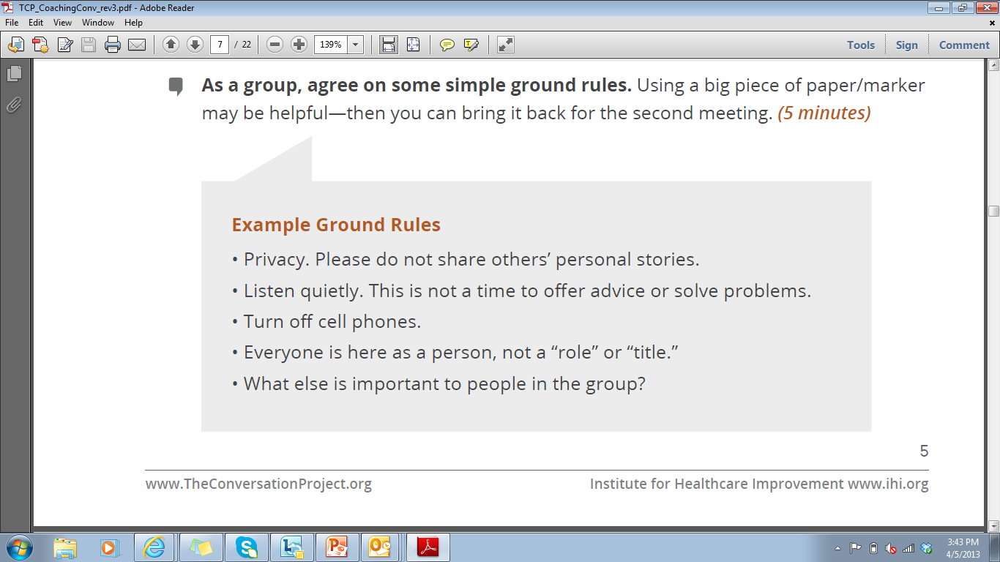 TCP_CoachingConv_rev3.pdf - Adobe Reader
File Edit View Window Help
7 / 22 139% Tools Sign Comment
As a group, agree on some simple ground rules. Using a big piece of paper/marker
may be helpful—then you can bring it back for the second meeting. (5 minutes)
Example Ground Rules
• Privacy. Please do not share others’ personal stories.
• Listen quietly. This is not a time to offer advice or solve problems.
• Turn off cell phones.
• Everyone is here as a person, not a “role” or “title.”
• What else is important to people in the group?
5
www.TheConversationProject.org Institute for Healthcare Improvement www.ihi.org
3:43 PM
4/5/2013